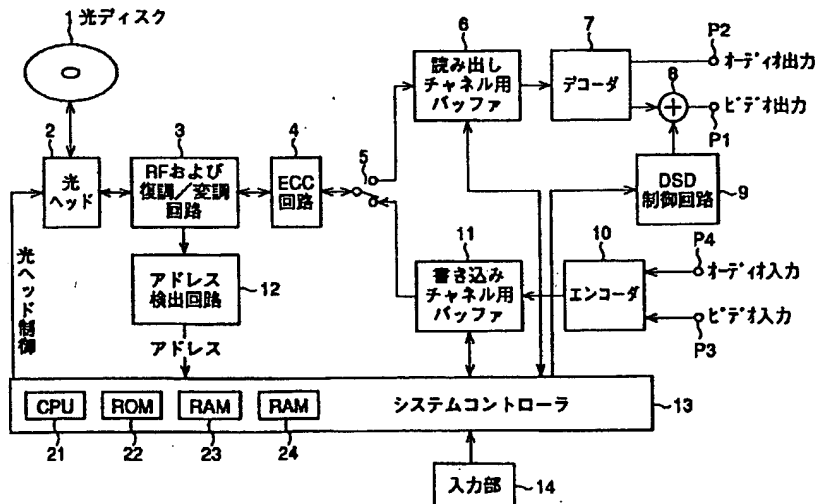 1 光ディスク
2
光
ヘッド
3
RFおよび
復調／変調
回路
4
ECC
回路
5
6
読み出し
チャネル用
バッファ
7
デコーダ
8
P2
オーディオ出力
ビデオ出力
P1
DSD
制御回路
9
10
エンコーダ
P4
オーディオ入力
ビデオ入力
P3
11
書き込み
チャネル用
バッファ
アドレス
検出回路
12
アドレス
光ヘッド制御
CPU
ROM
RAM
RAM
システムコントローラ
13
21
22
23
24
入力部
14